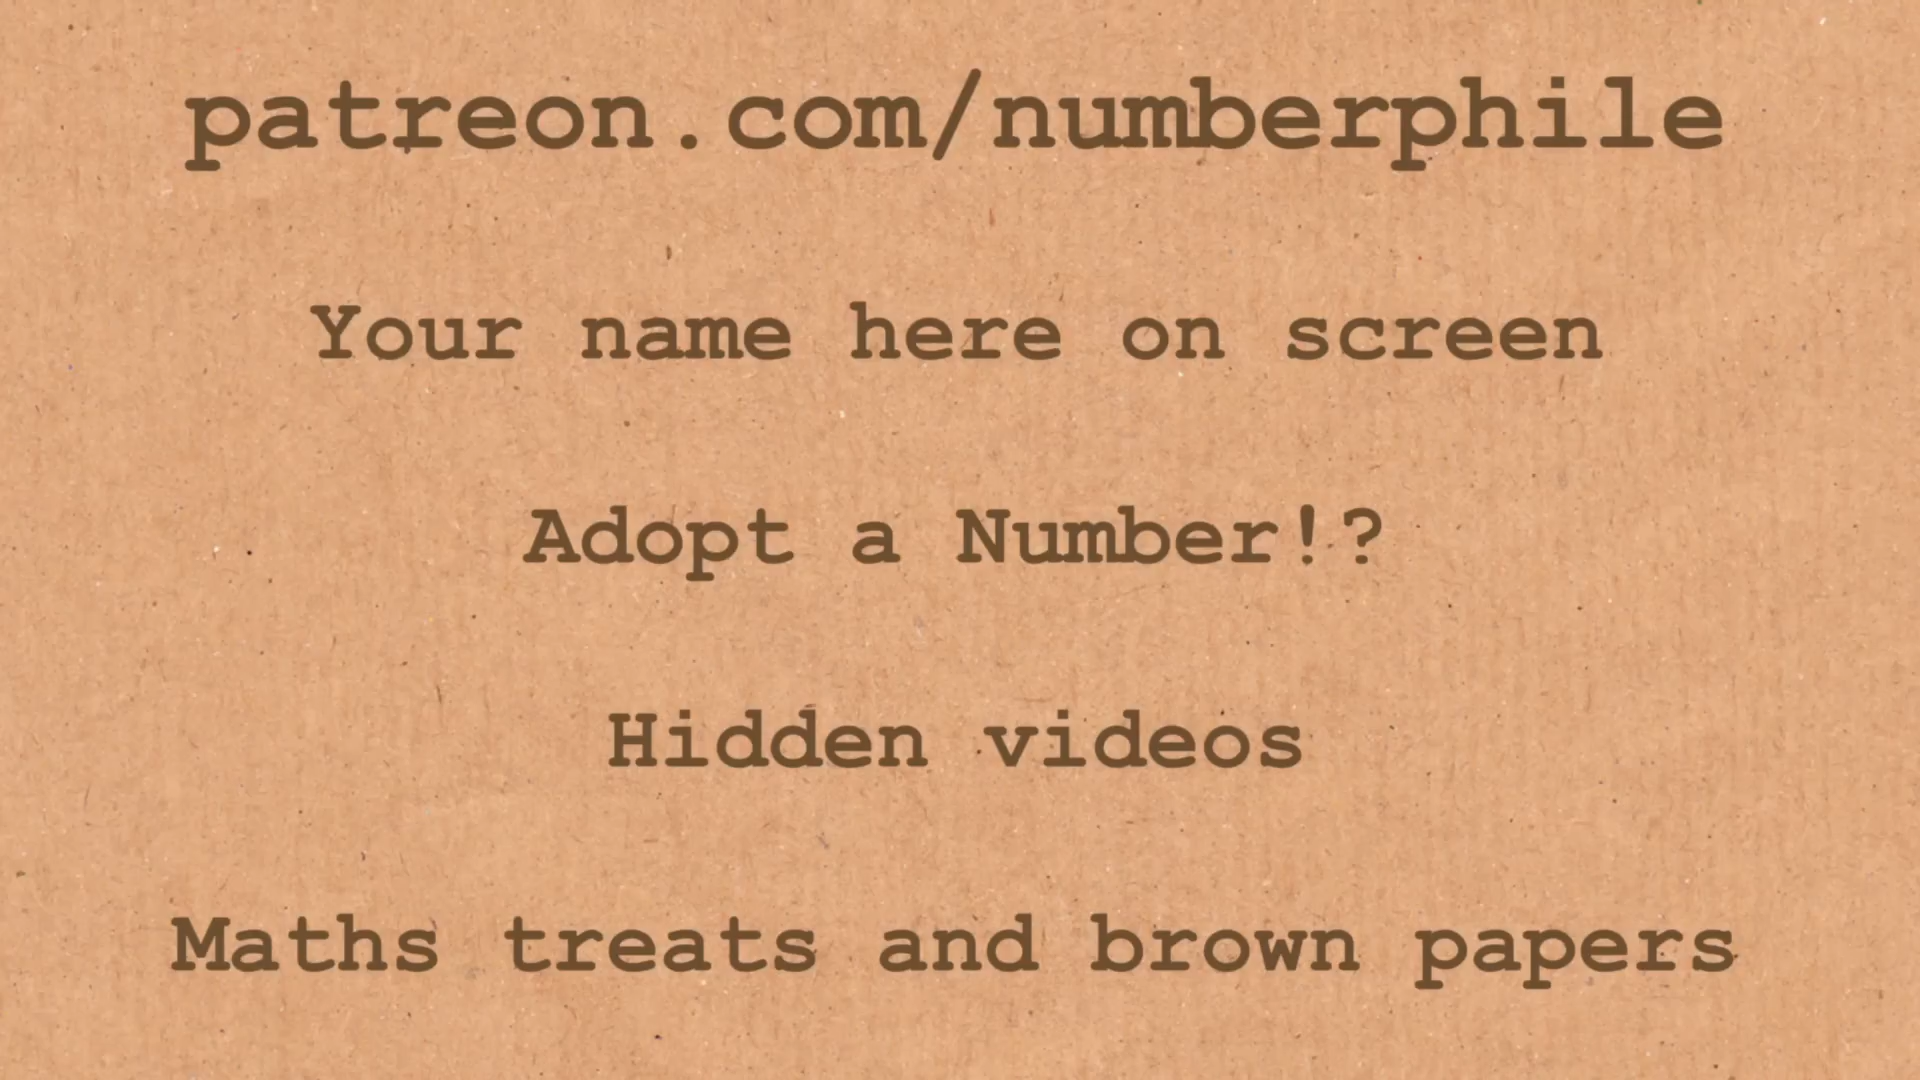 patreon.com/numberphile
Your name here on screen
Adopt a Number!?
Hidden videos
Maths treats and brown papers